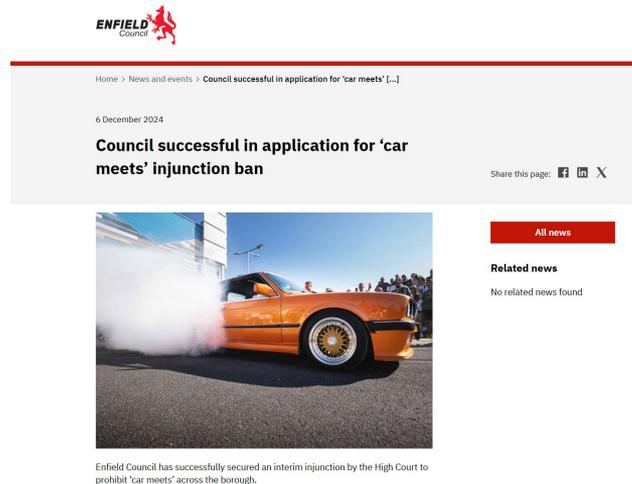 ENFIELD
Council
Home > News and events > Council successful in application for ‘car meets’ [...]
6 December 2024
Council successful in application for ‘car
meets’ injunction ban
Share this page:
All news
Related news
No related news found
Enfield Council has successfully secured an interim injunction by the High Court to
prohibit ‘car meets’ across the borough.